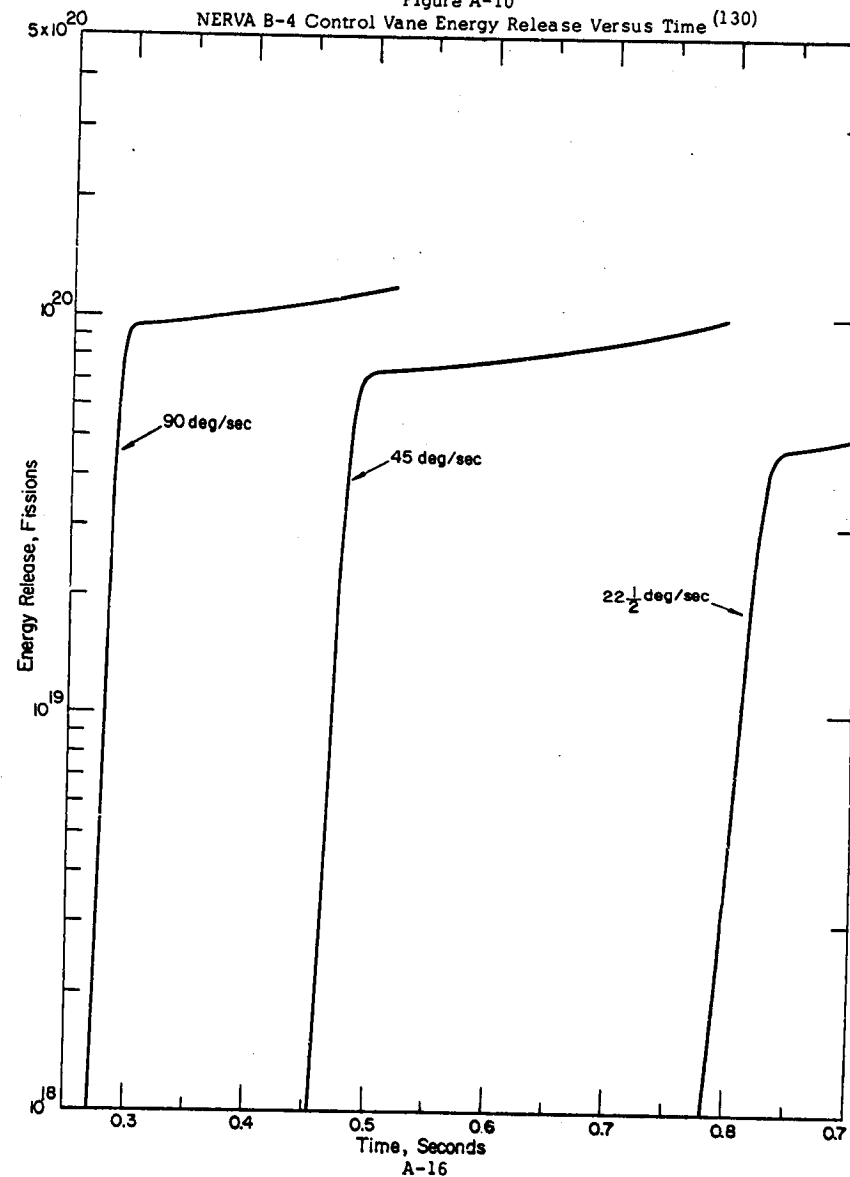 Figure A-10
NERVA B-4 Control Vane Energy Release Versus Time (130)
5x10^20
10^20
90 deg/sec
45 deg/sec
22 1/2 deg/sec
Energy Release, Fissions
10^19
10^18
0.3 0.4 0.5 0.6 0.7 0.8 0.7
Time, Seconds
A-16